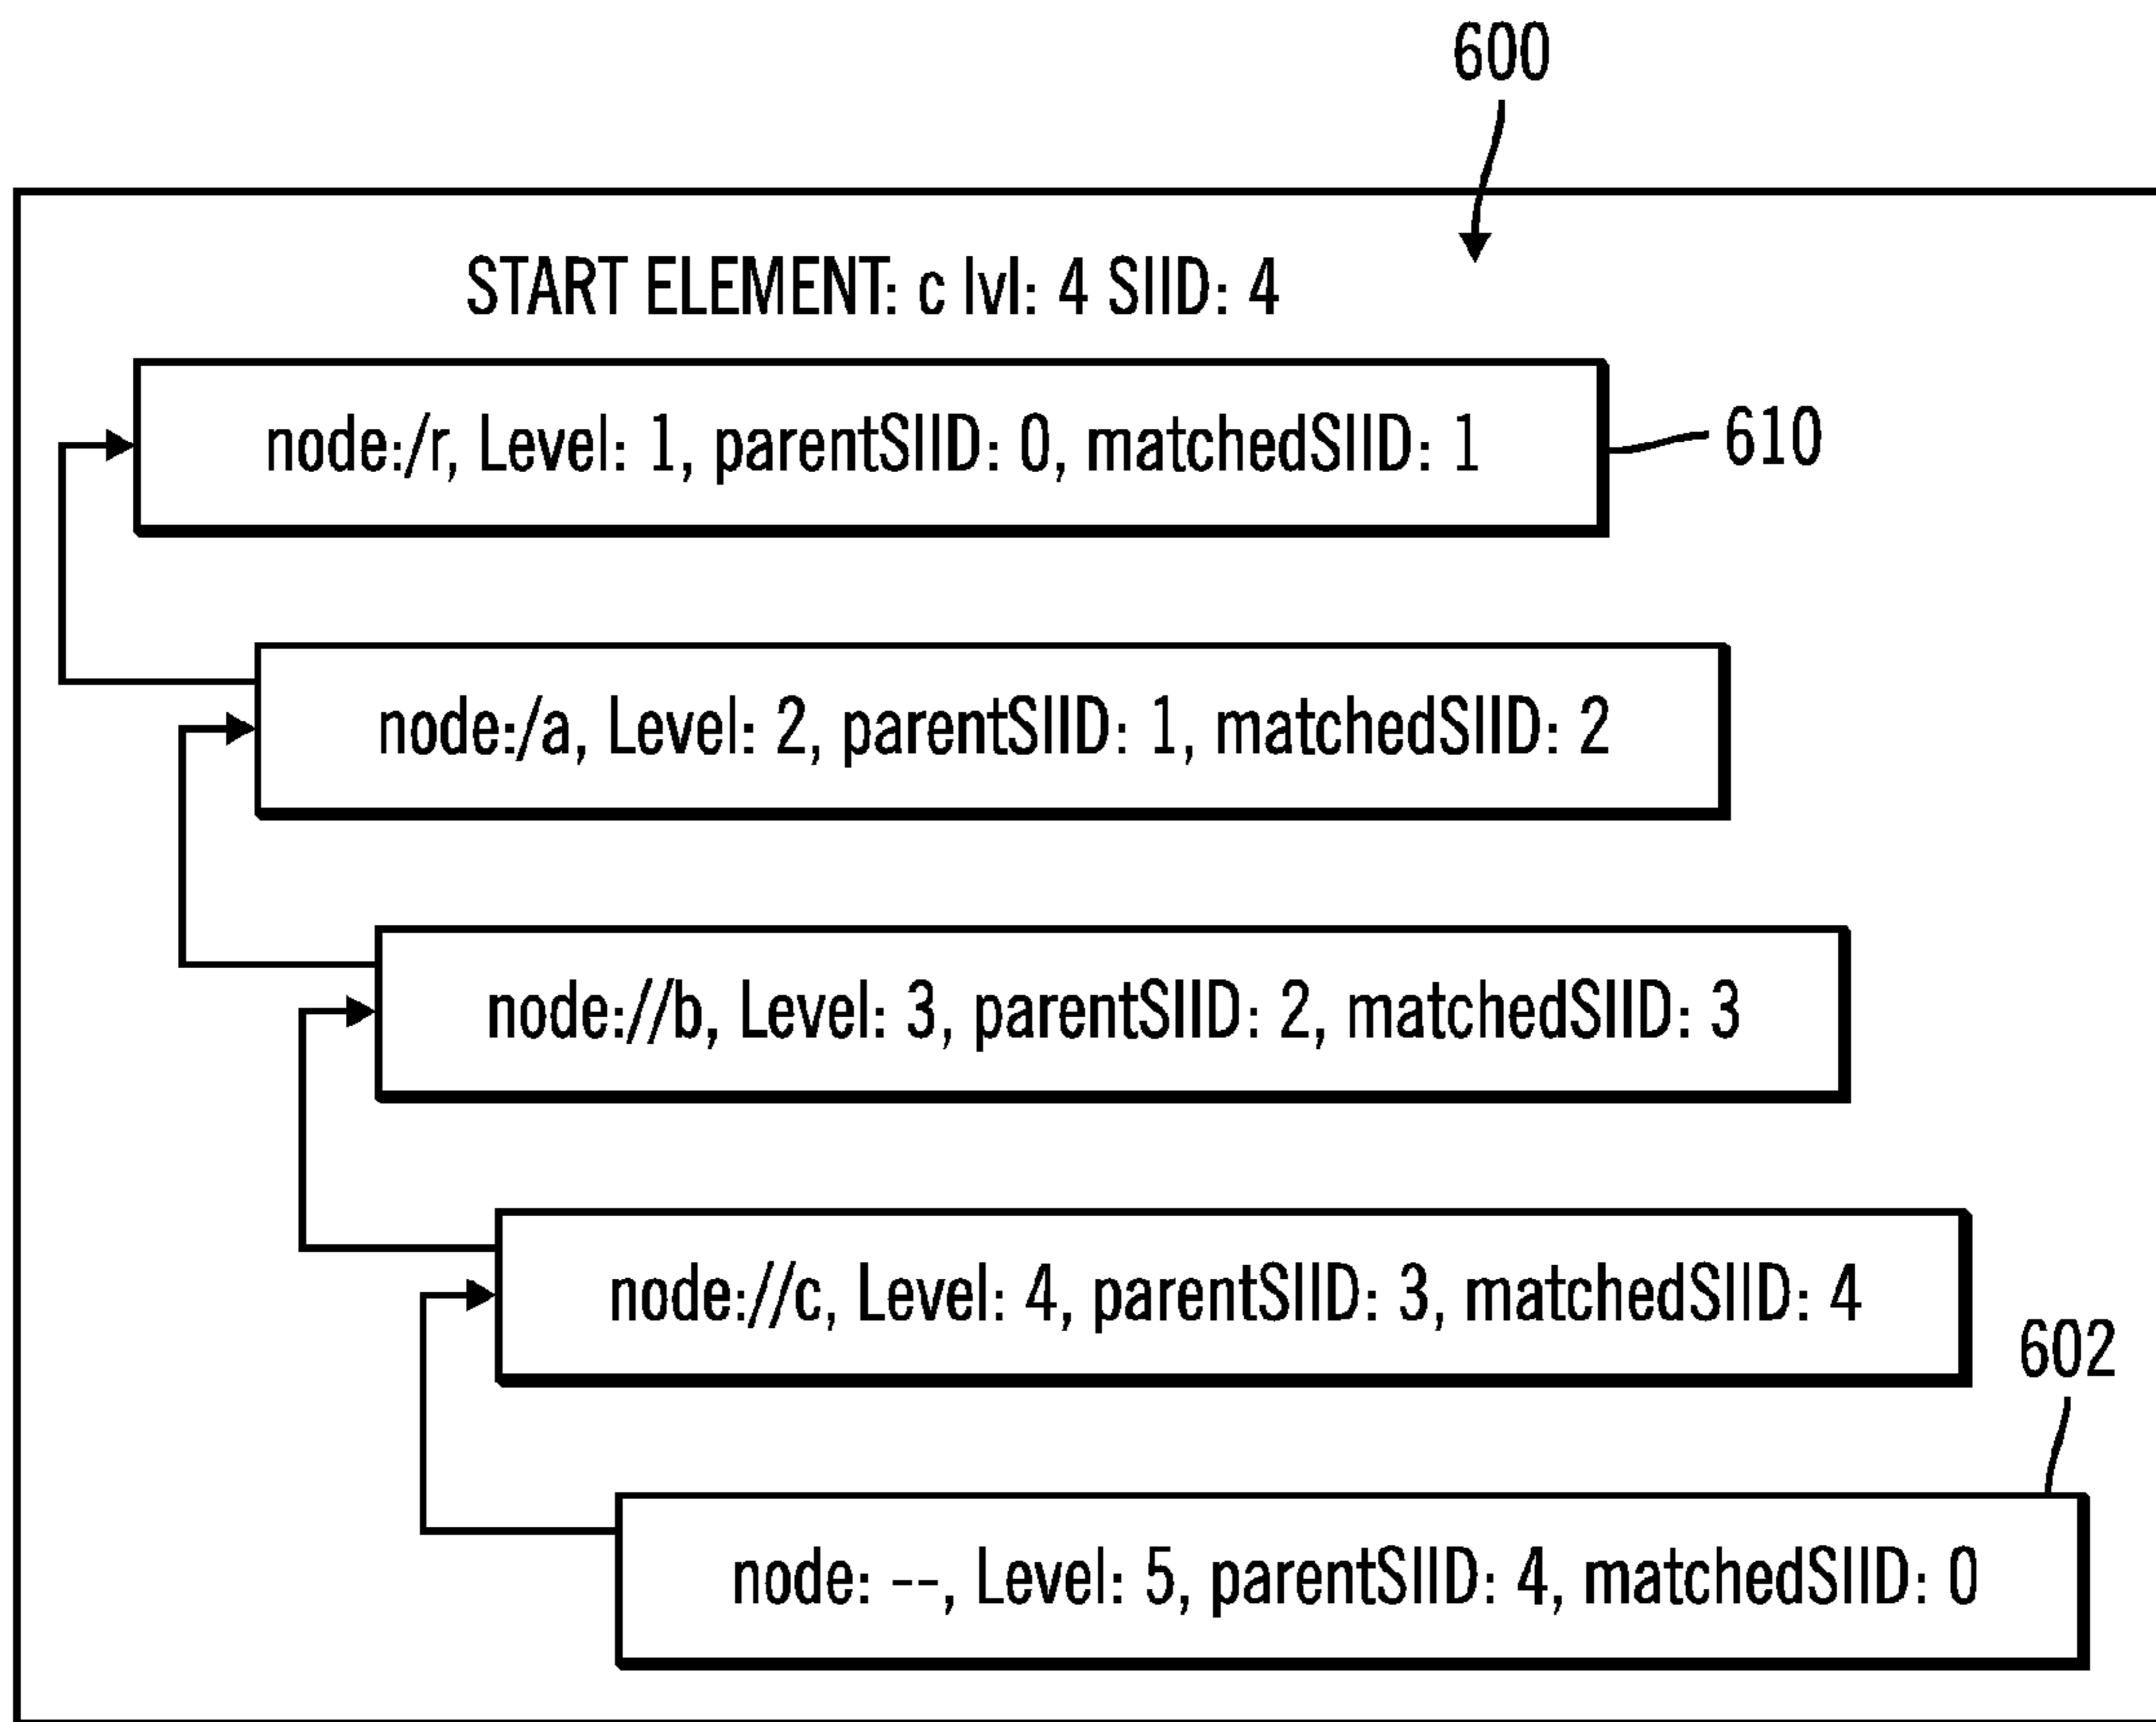 600
START ELEMENT: c lvl: 4 SIID: 4
node:/r, Level: 1, parentSIID: 0, matchedSIID: 1
610
node:/a, Level: 2, parentSIID: 1, matchedSIID: 2
node://b, Level: 3, parentSIID: 2, matchedSIID: 3
node://c, Level: 4, parentSIID: 3, matchedSIID: 4
602
node: --, Level: 5, parentSIID: 4, matchedSIID: 0